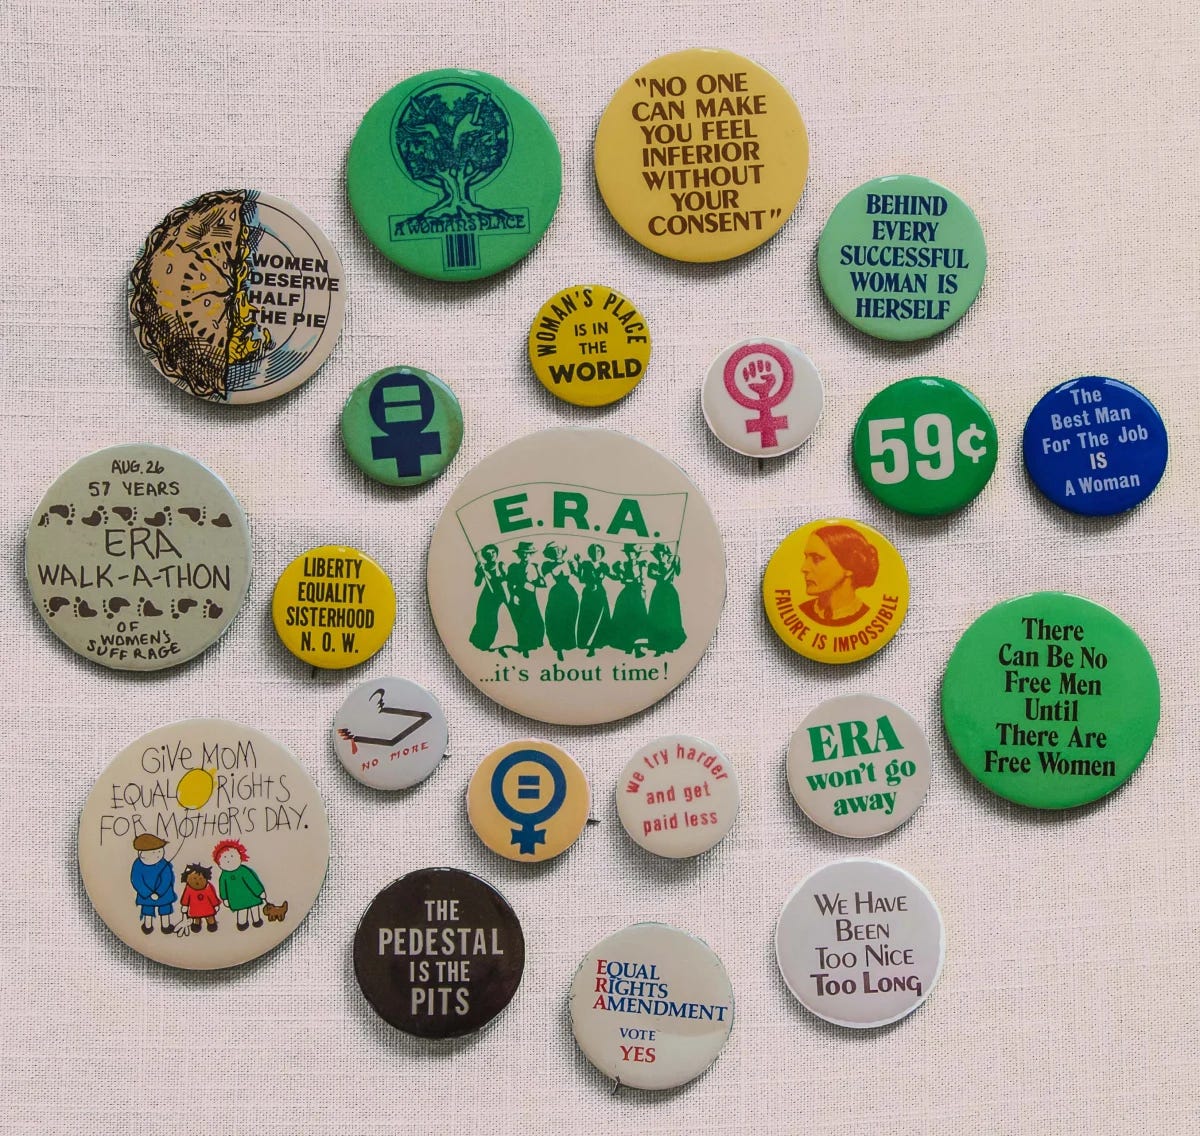 A WOMAN'S PLACE
"NO ONE
CAN MAKE
YOU FEEL
INFERIOR
WITHOUT
YOUR
CONSENT"
BEHIND
EVERY
SUCCESSFUL
WOMAN IS
HERSELF
WOMEN
DESERVE
HALF
THE PIE
WOMAN'S PLACE
IS IN
THE
WORLD
59¢
The
Best Man
For The Job
IS
A Woman
AUG. 26
57 YEARS
ERA
WALK-A-THON
OF
WOMEN'S
SUFFRAGE
LIBERTY
EQUALITY
SISTERHOOD
N. O. W.
E.R.A.
...it's about time!
FAILURE IS IMPOSSIBLE
There
Can Be No
Free Men
Until
There Are
Free Women
NO MORE
GIVE MOM
EQUAL RIGHTS
FOR MOTHER'S DAY.
we try harder
and get
paid less
ERA
won't go
away
THE
PEDESTAL
IS THE
PITS
EQUAL
RIGHTS
AMENDMENT
VOTE
YES
WE HAVE
BEEN
TOO NICE
TOO LONG